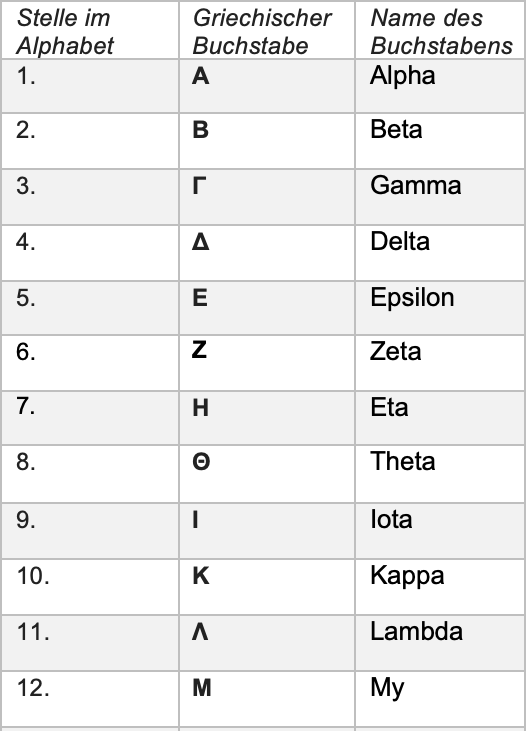 Stelle im Griechischer Name des
Alphabet Buchstabe Buchstabens
1. Α Alpha
2. Β Beta
3. Γ Gamma
4. Δ Delta
5. Ε Epsilon
6. Ζ Zeta
7. Η Eta
8. Θ Theta
9. Ι Iota
10. Κ Kappa
11. Λ Lambda
12. Μ My